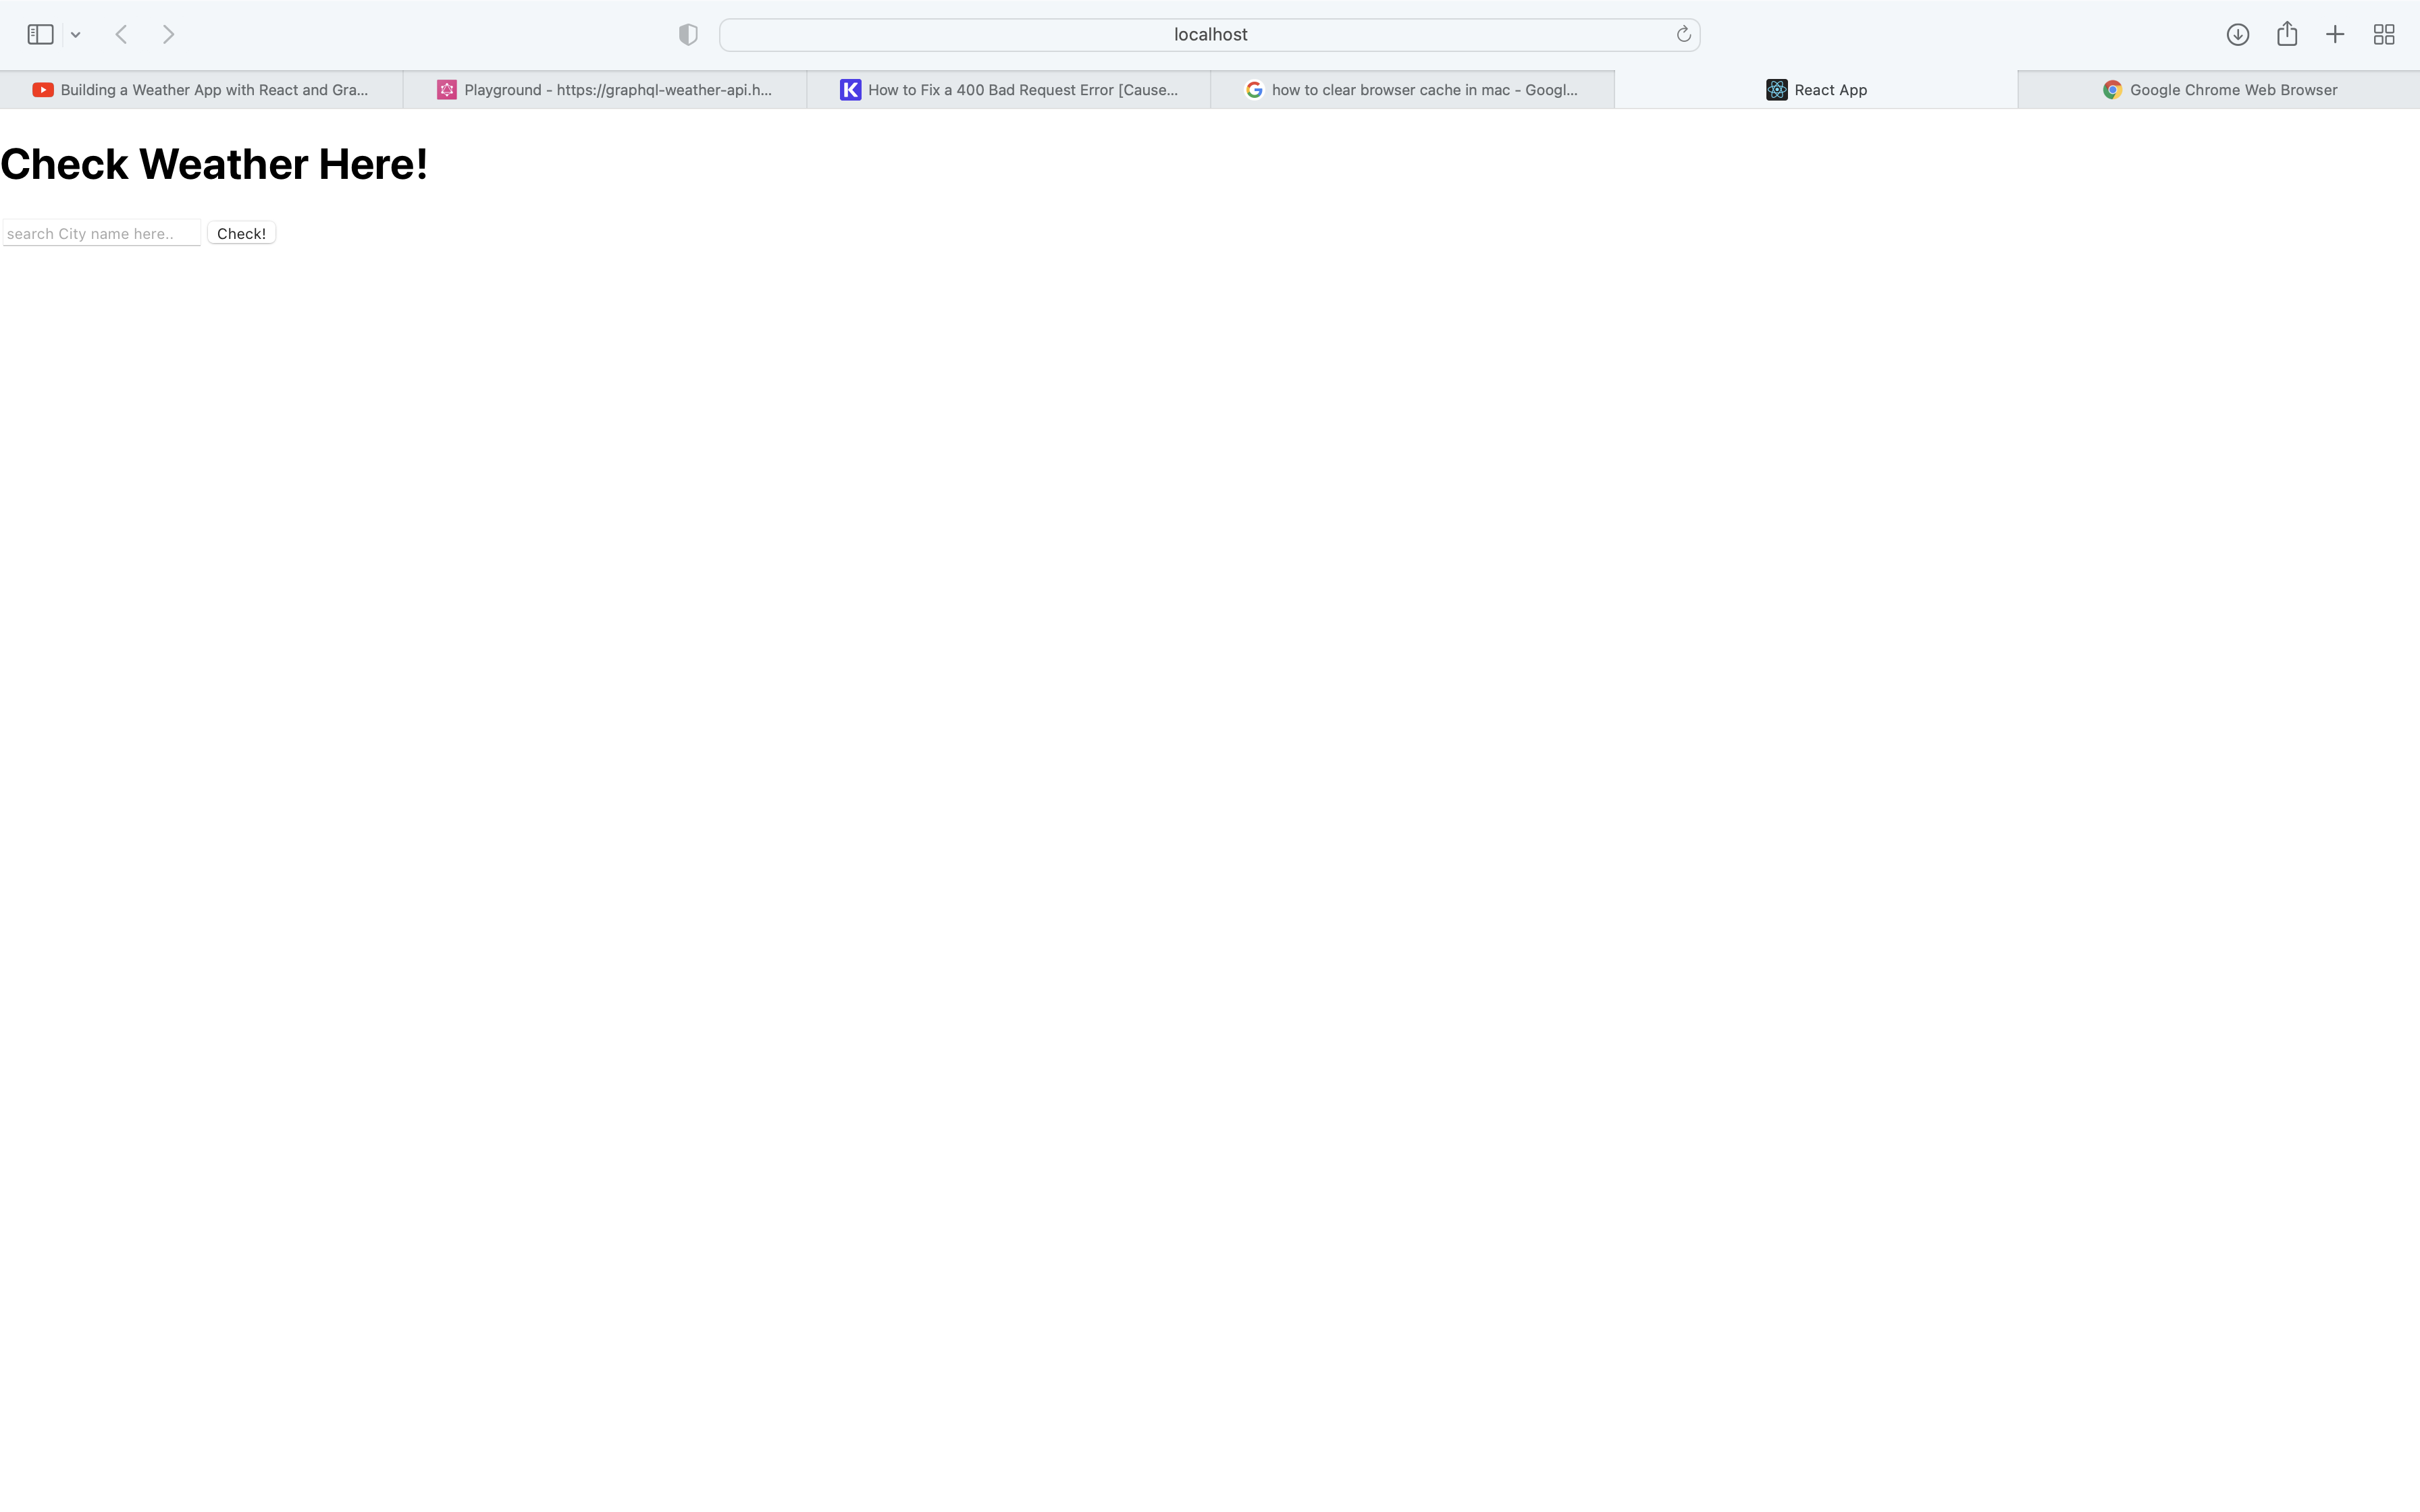 localhost
Building a Weather App with React and Gra...
Playground - https://graphql-weather-api.h...
How to Fix a 400 Bad Request Error [Cause...
how to clear browser cache in mac - Googl...
React App
Google Chrome Web Browser
Check Weather Here!
search City name here..
Check!